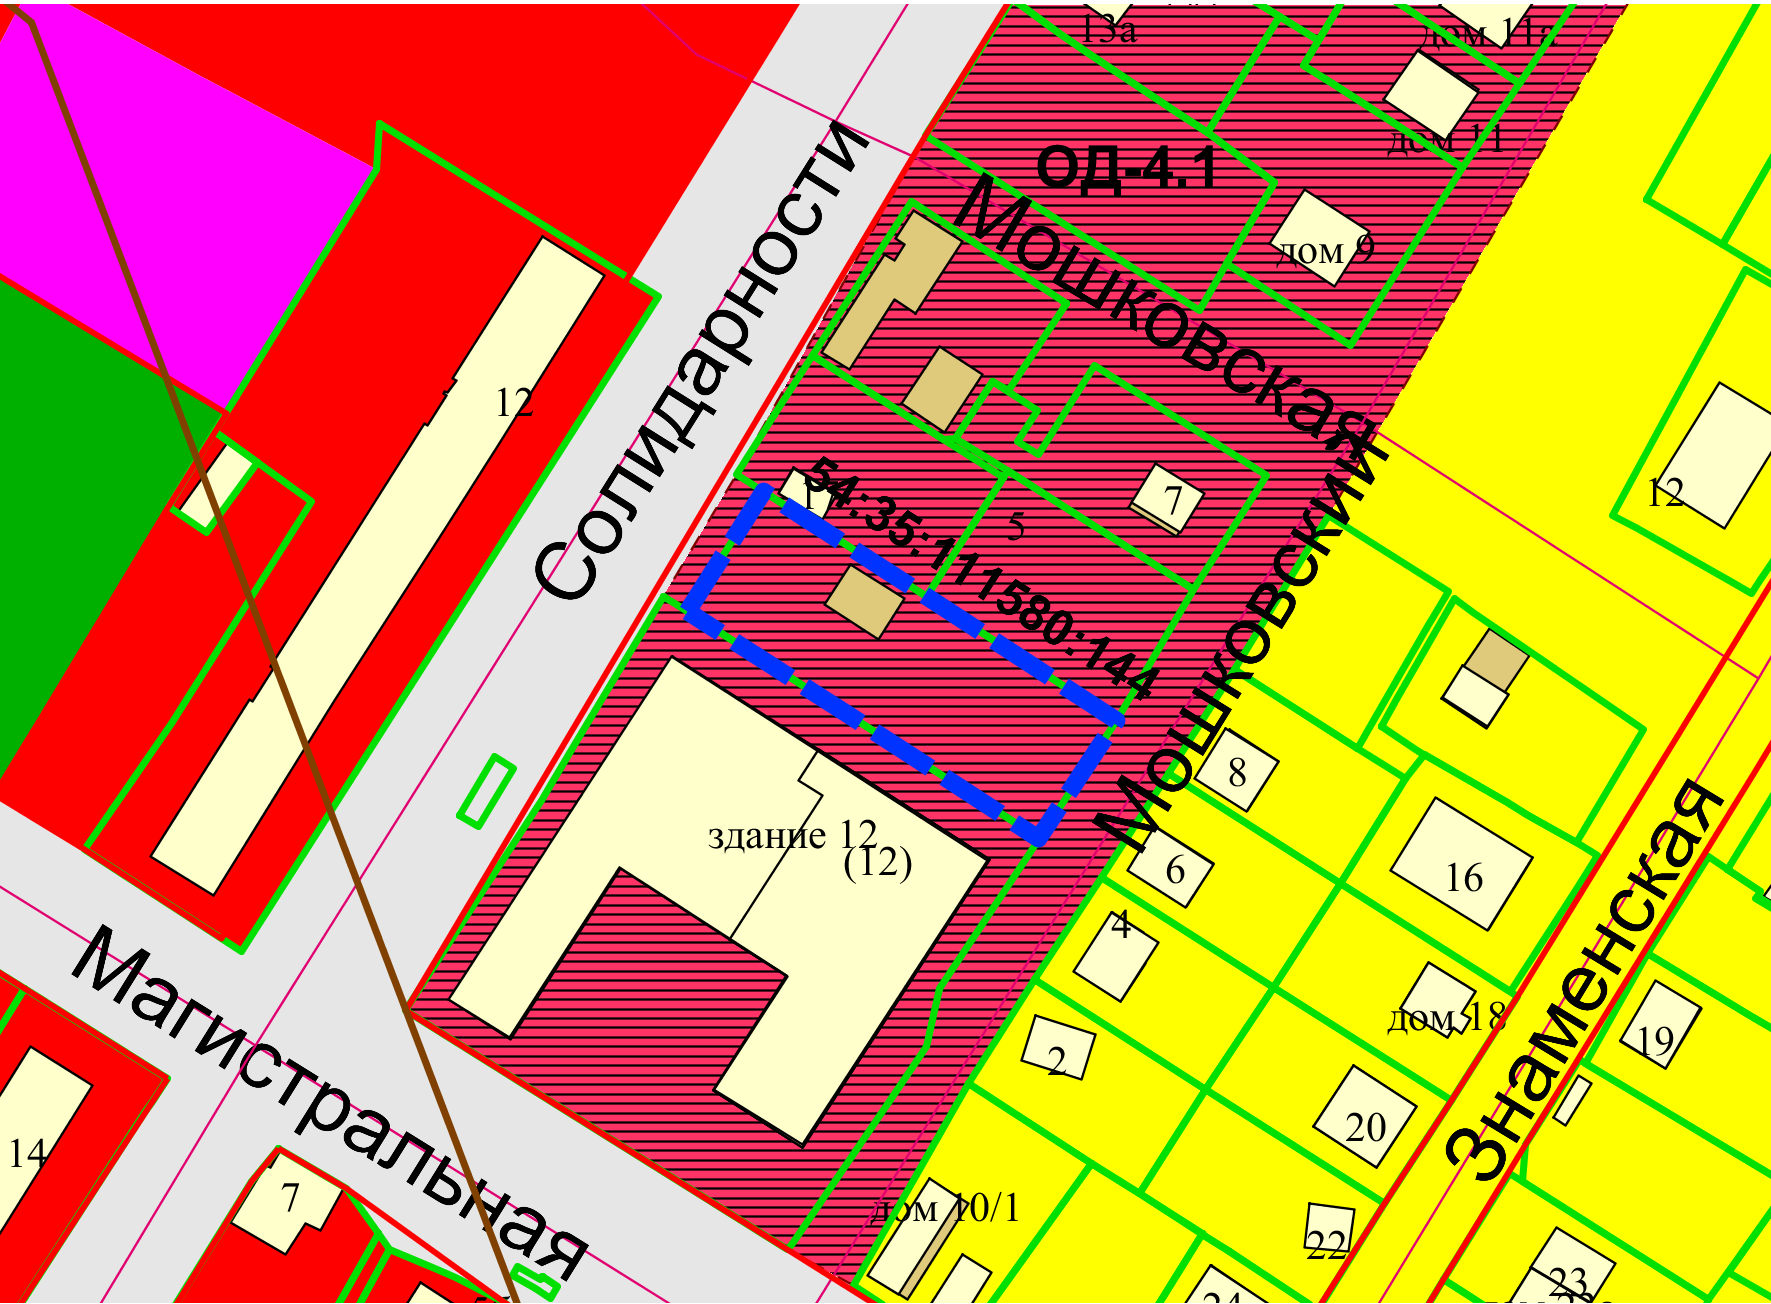 13а
дом 11а
дом 11
ОД-4.1
Мошковская
дом 9
Солидарности
12
7
5
54:35:111580:144
12
Мошковский
8
здание 12
(12)
6
16
4
Знаменская
дом 18
19
2
Магистральная
20
14
7
дом 10/1
22
23